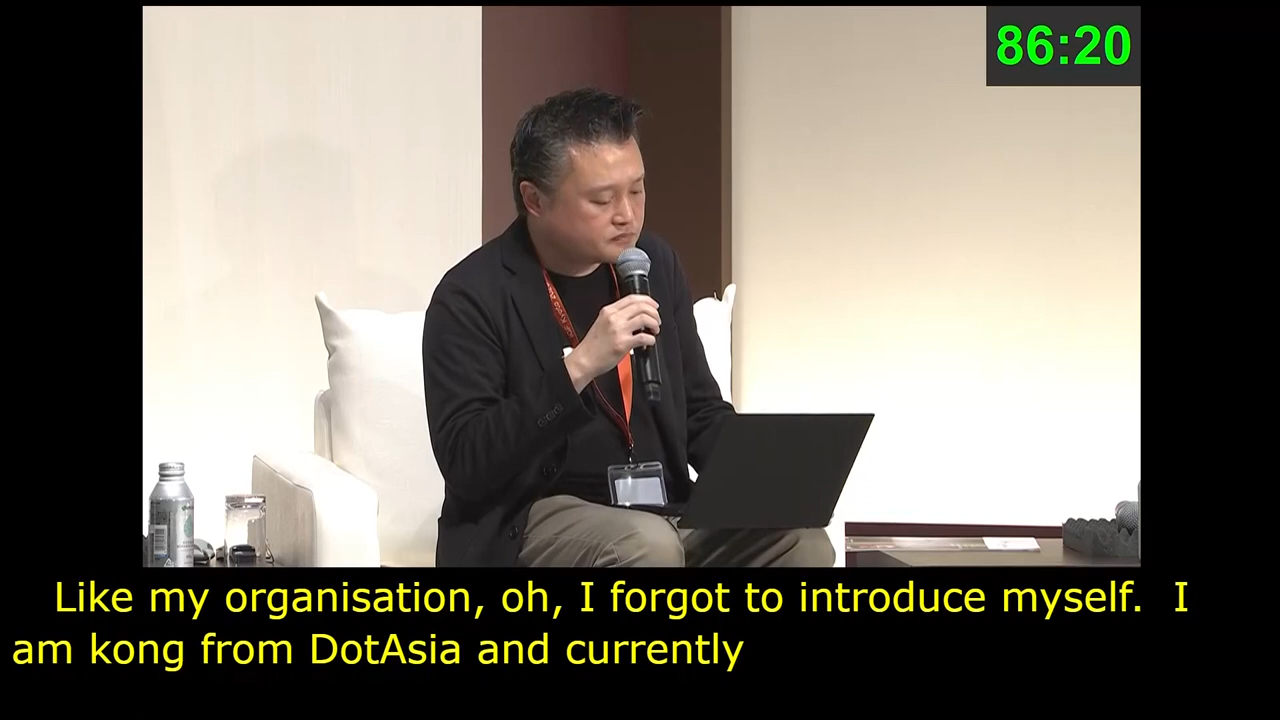 86:20
Like my organisation, oh, I forgot to introduce myself.  I
am kong from DotAsia and currently